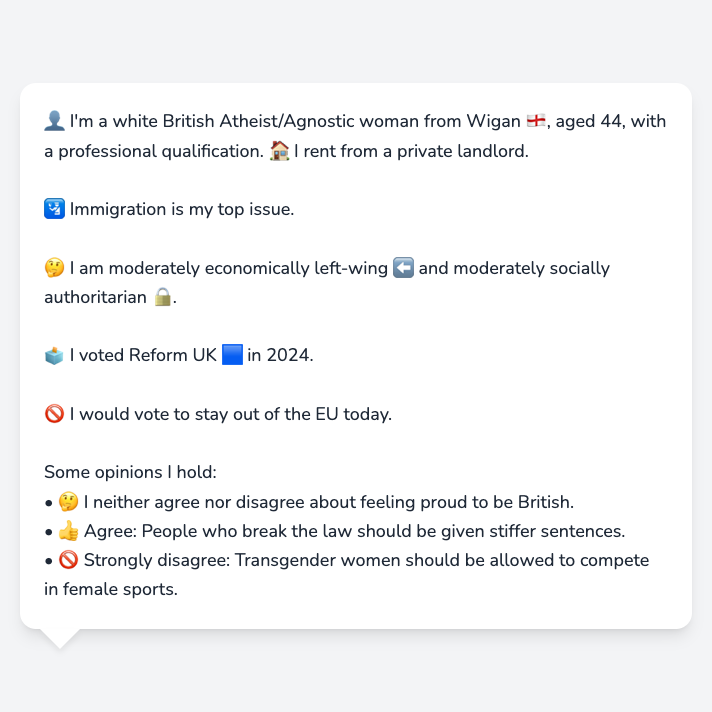 👤 I'm a white British Atheist/Agnostic woman from Wigan 🏴󠁧󠁢󠁥󠁮󠁧󠁿, aged 44, with
a professional qualification. 🏠 I rent from a private landlord.
🛂 Immigration is my top issue.
🤔 I am moderately economically left-wing ⬅️ and moderately socially
authoritarian 🔒.
🗳️ I voted Reform UK 🟦 in 2024.
🚫 I would vote to stay out of the EU today.
Some opinions I hold:
• 🤔 I neither agree nor disagree about feeling proud to be British.
• 👍 Agree: People who break the law should be given stiffer sentences.
• 🚫 Strongly disagree: Transgender women should be allowed to compete
in female sports.